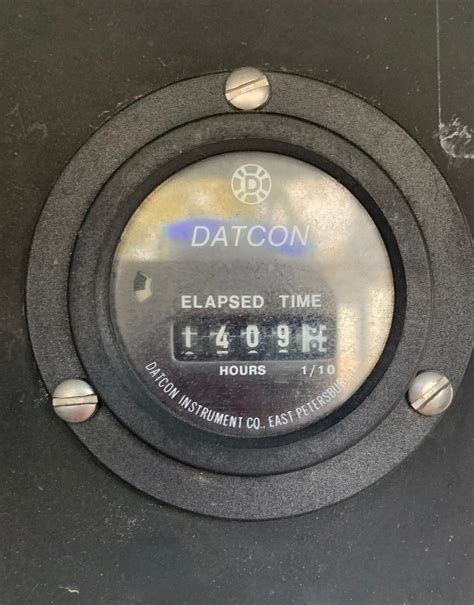 D
DATCON
ELAPSED TIME
1409
HOURS 1/10
DATCON INSTRUMENT CO., EAST PETERSBURG